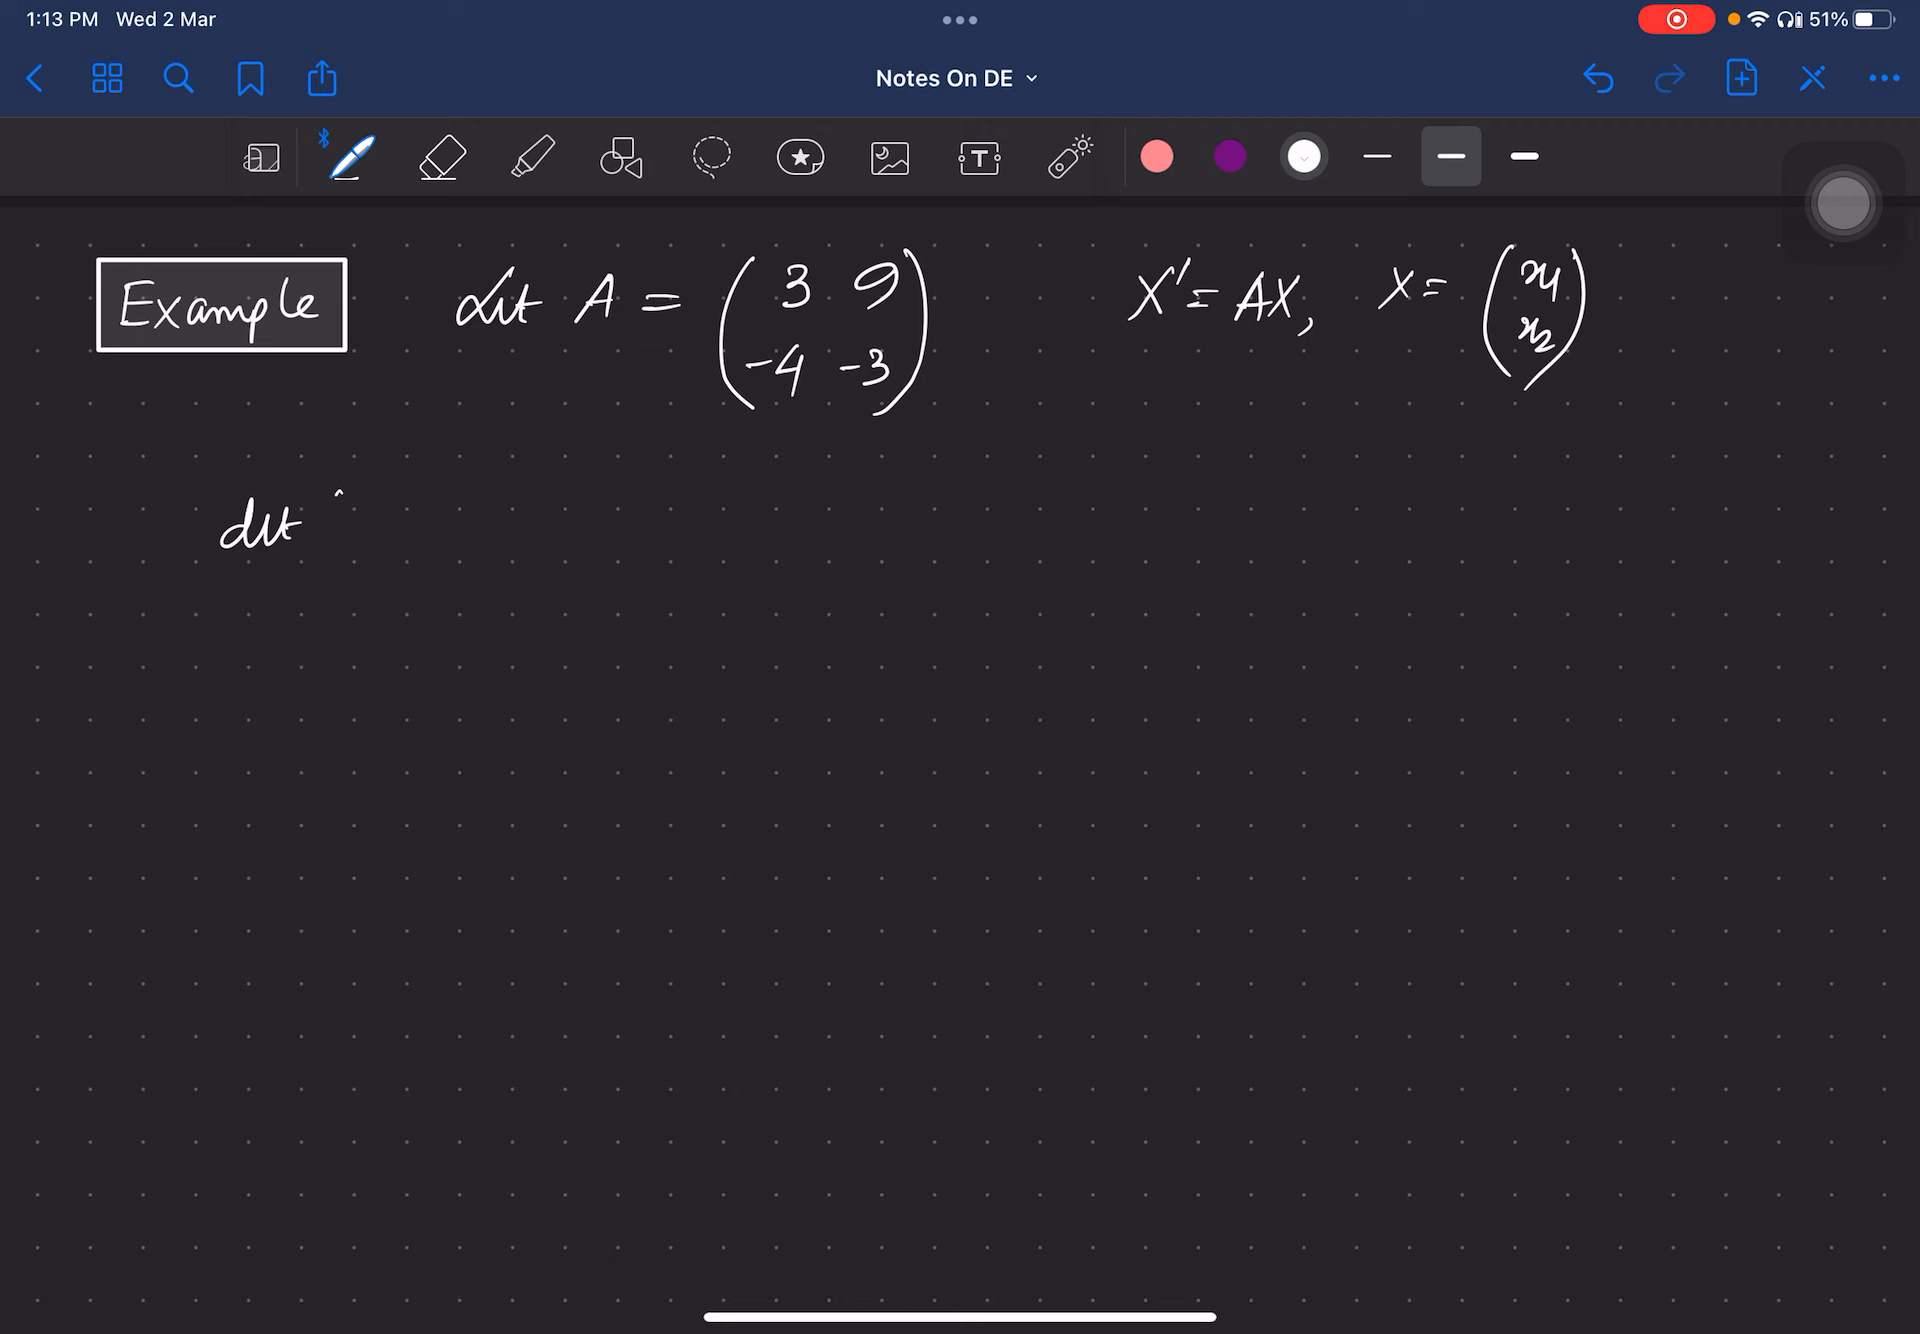 1:13 PM Wed 2 Mar
51%
Notes On DE
Example Let A = ( 3 9 X' = AX, X = ( x1
-4 -3 ) x2 )
det